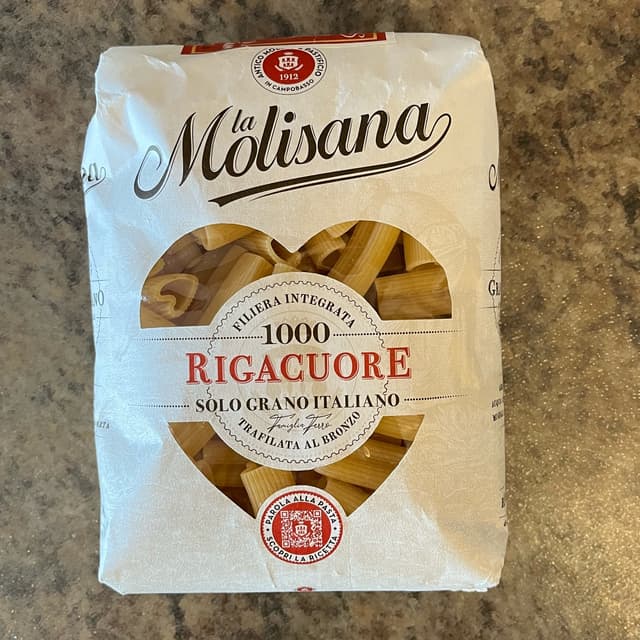 ANTICO MOLINO PASTIFICIO
1912
IN CAMPOBASSO
la
Molisana
FILIERA INTEGRATA
1000
RIGACUORE
SOLO GRANO ITALIANO
Famiglia Ferro
TRAFILATA AL BRONZO
PAROLA ALLA PASTA
SCOPRI LA RICETTA